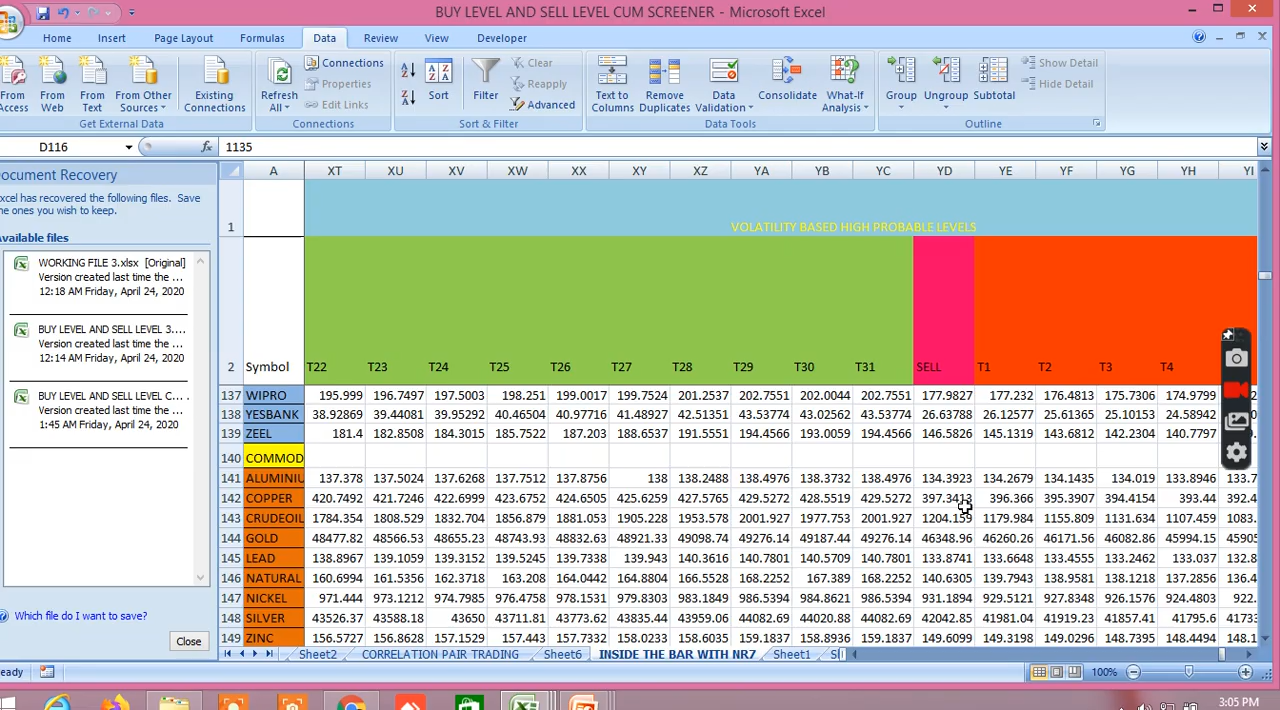 BUY LEVEL AND SELL LEVEL CUM SCREENER - Microsoft Excel
Home Insert Page Layout Formulas Data Review View Developer
From Access
From Web
From Text
From Other Sources
Existing Connections
Get External Data
Refresh All
Connections
Properties
Edit Links
Connections
Sort
Filter
Clear
Reapply
Advanced
Sort & Filter
Text to Columns
Remove Duplicates
Data Validation
Consolidate
What-If Analysis
Data Tools
Group
Ungroup
Subtotal
Show Detail
Hide Detail
Outline
D116 fx 1135
Document Recovery
Excel has recovered the following files. Save
the ones you wish to keep.
Available files
WORKING FILE 3.xlsx [Original]
Version created last time the ...
12:18 AM Friday, April 24, 2020
BUY LEVEL AND SELL LEVEL 3....
Version created last time the ...
12:14 AM Friday, April 24, 2020
BUY LEVEL AND SELL LEVEL C...
Version created last time the ...
1:45 AM Friday, April 24, 2020
Which file do I want to save?
Close
A XT XU XV XW XX XY XZ YA YB YC YD YE YF YG YH YI
1 VOLATILITY BASED HIGH PROBABLE LEVELS
2 Symbol T22 T23 T24 T25 T26 T27 T28 T29 T30 T31 SELL T1 T2 T3 T4
137 WIPRO 195.999 196.7497 197.5003 198.251 199.0017 199.7524 201.2537 202.7551 202.0044 202.7551 177.9827 177.232 176.4813 175.7306 174.9799 174.2
138 YESBANK 38.92869 39.44081 39.95292 40.46504 40.97716 41.48927 42.51351 43.53774 43.02562 43.53774 26.63788 26.12577 25.61365 25.10153 24.58942
139 ZEEL 181.4 182.8508 184.3015 185.7522 187.203 188.6537 191.5551 194.4566 193.0059 194.4566 146.5826 145.1319 143.6812 142.2304 140.7797
140 COMMOD
141 ALUMINIU 137.378 137.5024 137.6268 137.7512 137.8756 138 138.2488 138.4976 138.3732 138.4976 134.3923 134.2679 134.1435 134.019 133.8946 133.7
142 COPPER 420.7492 421.7246 422.6999 423.6752 424.6505 425.6259 427.5765 429.5272 428.5519 429.5272 397.3413 396.366 395.3907 394.4154 393.44 392.4
143 CRUDEOIL 1784.354 1808.529 1832.704 1856.879 1881.053 1905.228 1953.578 2001.927 1977.753 2001.927 1204.159 1179.984 1155.809 1131.634 1107.459 1083.
144 GOLD 48477.82 48566.53 48655.23 48743.93 48832.63 48921.33 49098.74 49276.14 49187.44 49276.14 46348.96 46260.26 46171.56 46082.86 45994.15 45905
145 LEAD 138.8967 139.1059 139.3152 139.5245 139.7338 139.943 140.3616 140.7801 140.5709 140.7801 133.8741 133.6648 133.4555 133.2462 133.037 132.8
146 NATURAL 160.6994 161.5356 162.3718 163.208 164.0442 164.8804 166.5528 168.2252 167.389 168.2252 140.6305 139.7943 138.9581 138.1218 137.2856 136.4
147 NICKEL 971.444 973.1212 974.7985 976.4758 978.1531 979.8303 983.1849 986.5394 984.8621 986.5394 931.1894 929.5121 927.8348 926.1576 924.4803 922.
148 SILVER 43526.37 43588.18 43650 43711.81 43773.62 43835.44 43959.06 44082.69 44020.88 44082.69 42042.85 41981.04 41919.23 41857.41 41795.6 41733
149 ZINC 156.5727 156.8628 157.1529 157.443 157.7332 158.0233 158.6035 159.1837 158.8936 159.1837 149.6099 149.3198 149.0296 148.7395 148.4494 148.1
Sheet2 CORRELATION PAIR TRADING Sheet6 INSIDE THE BAR WITH NR7 Sheet1
Ready 100%
3:05 PM